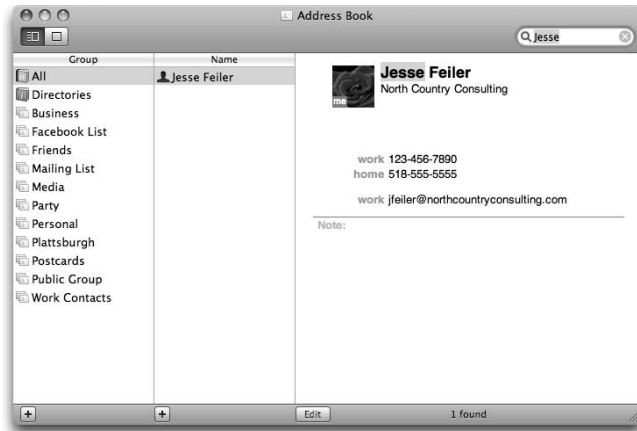 Address Book
Jesse
Group
Name
All
Directories
Business
Facebook List
Friends
Mailing List
Media
Party
Personal
Plattsburgh
Postcards
Public Group
Work Contacts
Jesse Feiler
me
Jesse Feiler
North Country Consulting
work 123-456-7890
home 518-555-5555
work jfeiler@northcountryconsulting.com
Note:
+
+
Edit
1 found